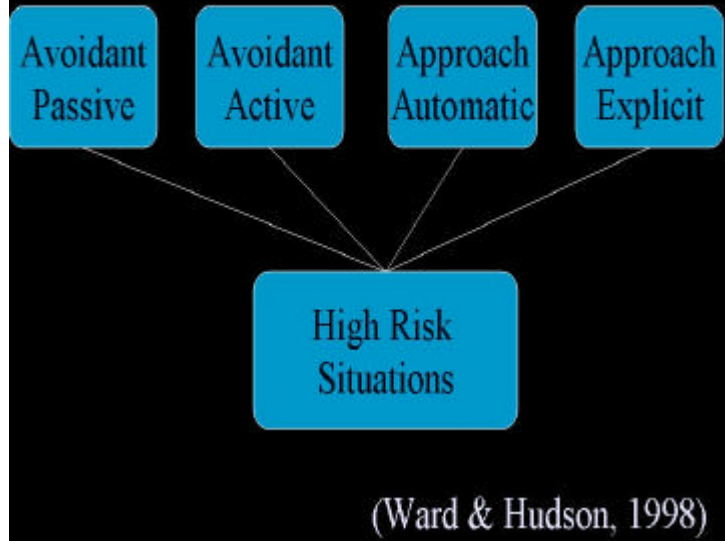 Avoidant
Passive
Avoidant
Active
Approach
Automatic
Approach
Explicit
High Risk
Situations
(Ward & Hudson, 1998)